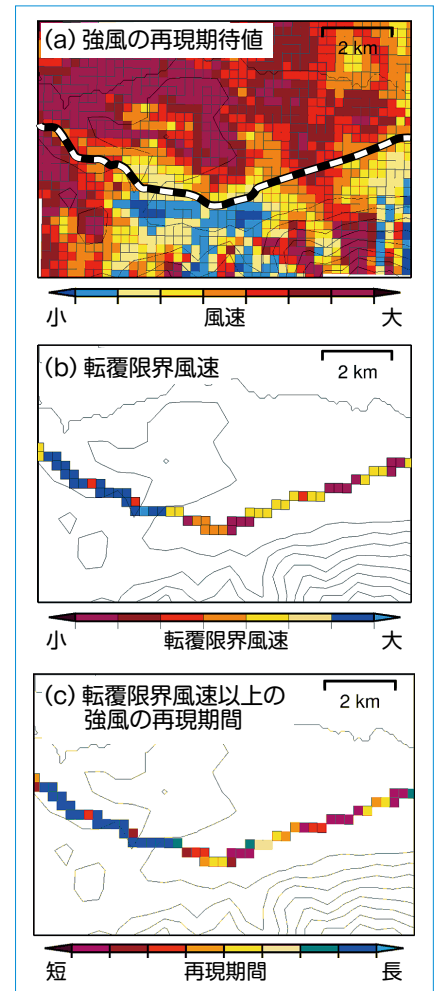 (a) 強風の再現期待値
2 km
小 風速 大
(b) 転覆限界風速
2 km
小 転覆限界風速 大
(c) 転覆限界風速以上の
強風の再現期間
2 km
短 再現期間 長